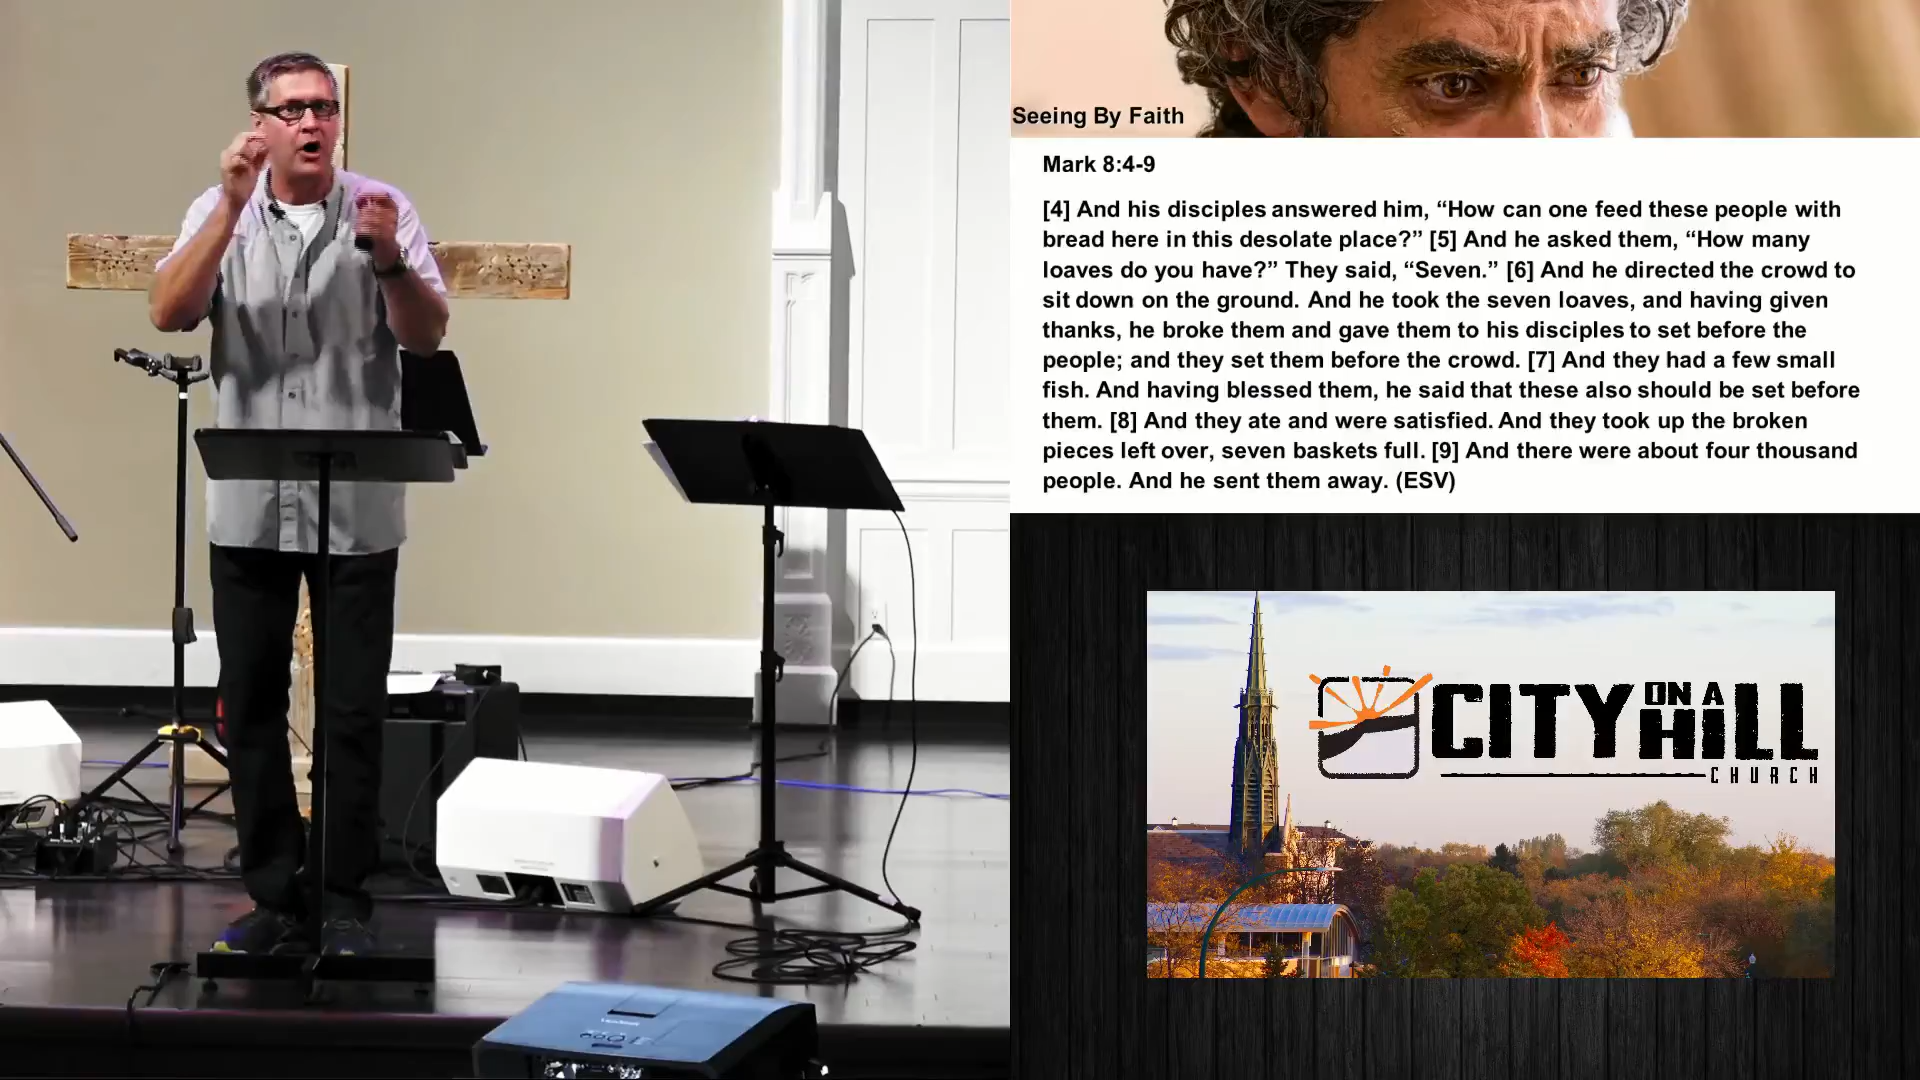 Seeing By Faith
Mark 8:4-9
[4] And his disciples answered him, “How can one feed these people with
bread here in this desolate place?” [5] And he asked them, “How many
loaves do you have?” They said, “Seven.” [6] And he directed the crowd to
sit down on the ground. And he took the seven loaves, and having given
thanks, he broke them and gave them to his disciples to set before the
people; and they set them before the crowd. [7] And they had a few small
fish. And having blessed them, he said that these also should be set before
them. [8] And they ate and were satisfied. And they took up the broken
pieces left over, seven baskets full. [9] And there were about four thousand
people. And he sent them away. (ESV)
CITY ON A HILL
CHURCH